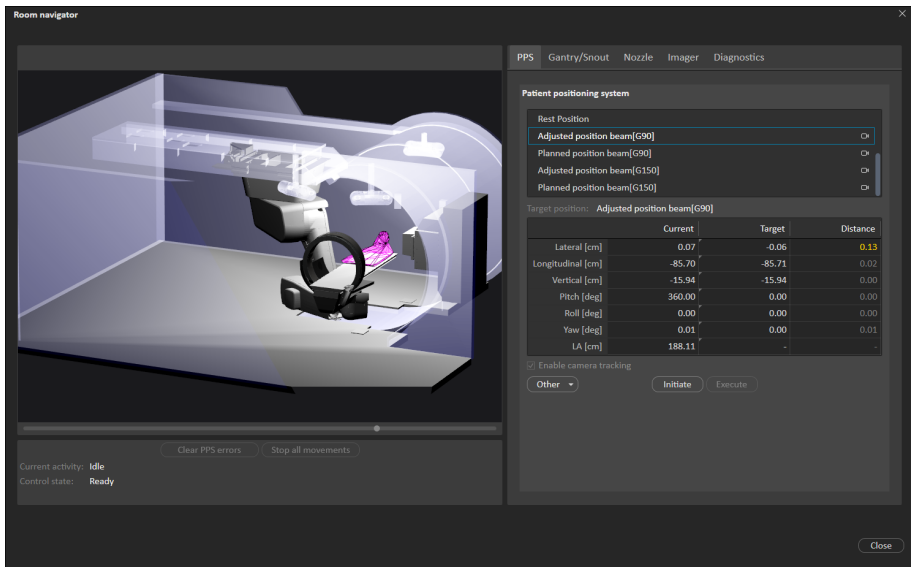 Room navigator
PPS Gantry/Snout Nozzle Imager Diagnostics
Patient positioning system
Rest Position
Adjusted position beam[G90]
Planned position beam[G90]
Adjusted position beam[G150]
Planned position beam[G150]
Target position: Adjusted position beam[G90]
Current Target Distance
Lateral [cm] 0.07 -0.06 0.13
Longitudinal [cm] -85.70 -85.71 0.02
Vertical [cm] -15.94 -15.94 0.00
Pitch [deg] 360.00 0.00 0.00
Roll [deg] 0.00 0.00 0.00
Yaw [deg] 0.01 0.00 0.01
LA [cm] 188.11 - -
Enable camera tracking
Other Initiate Execute
Clear PPS errors Stop all movements
Current activity: Idle
Control state: Ready
Close